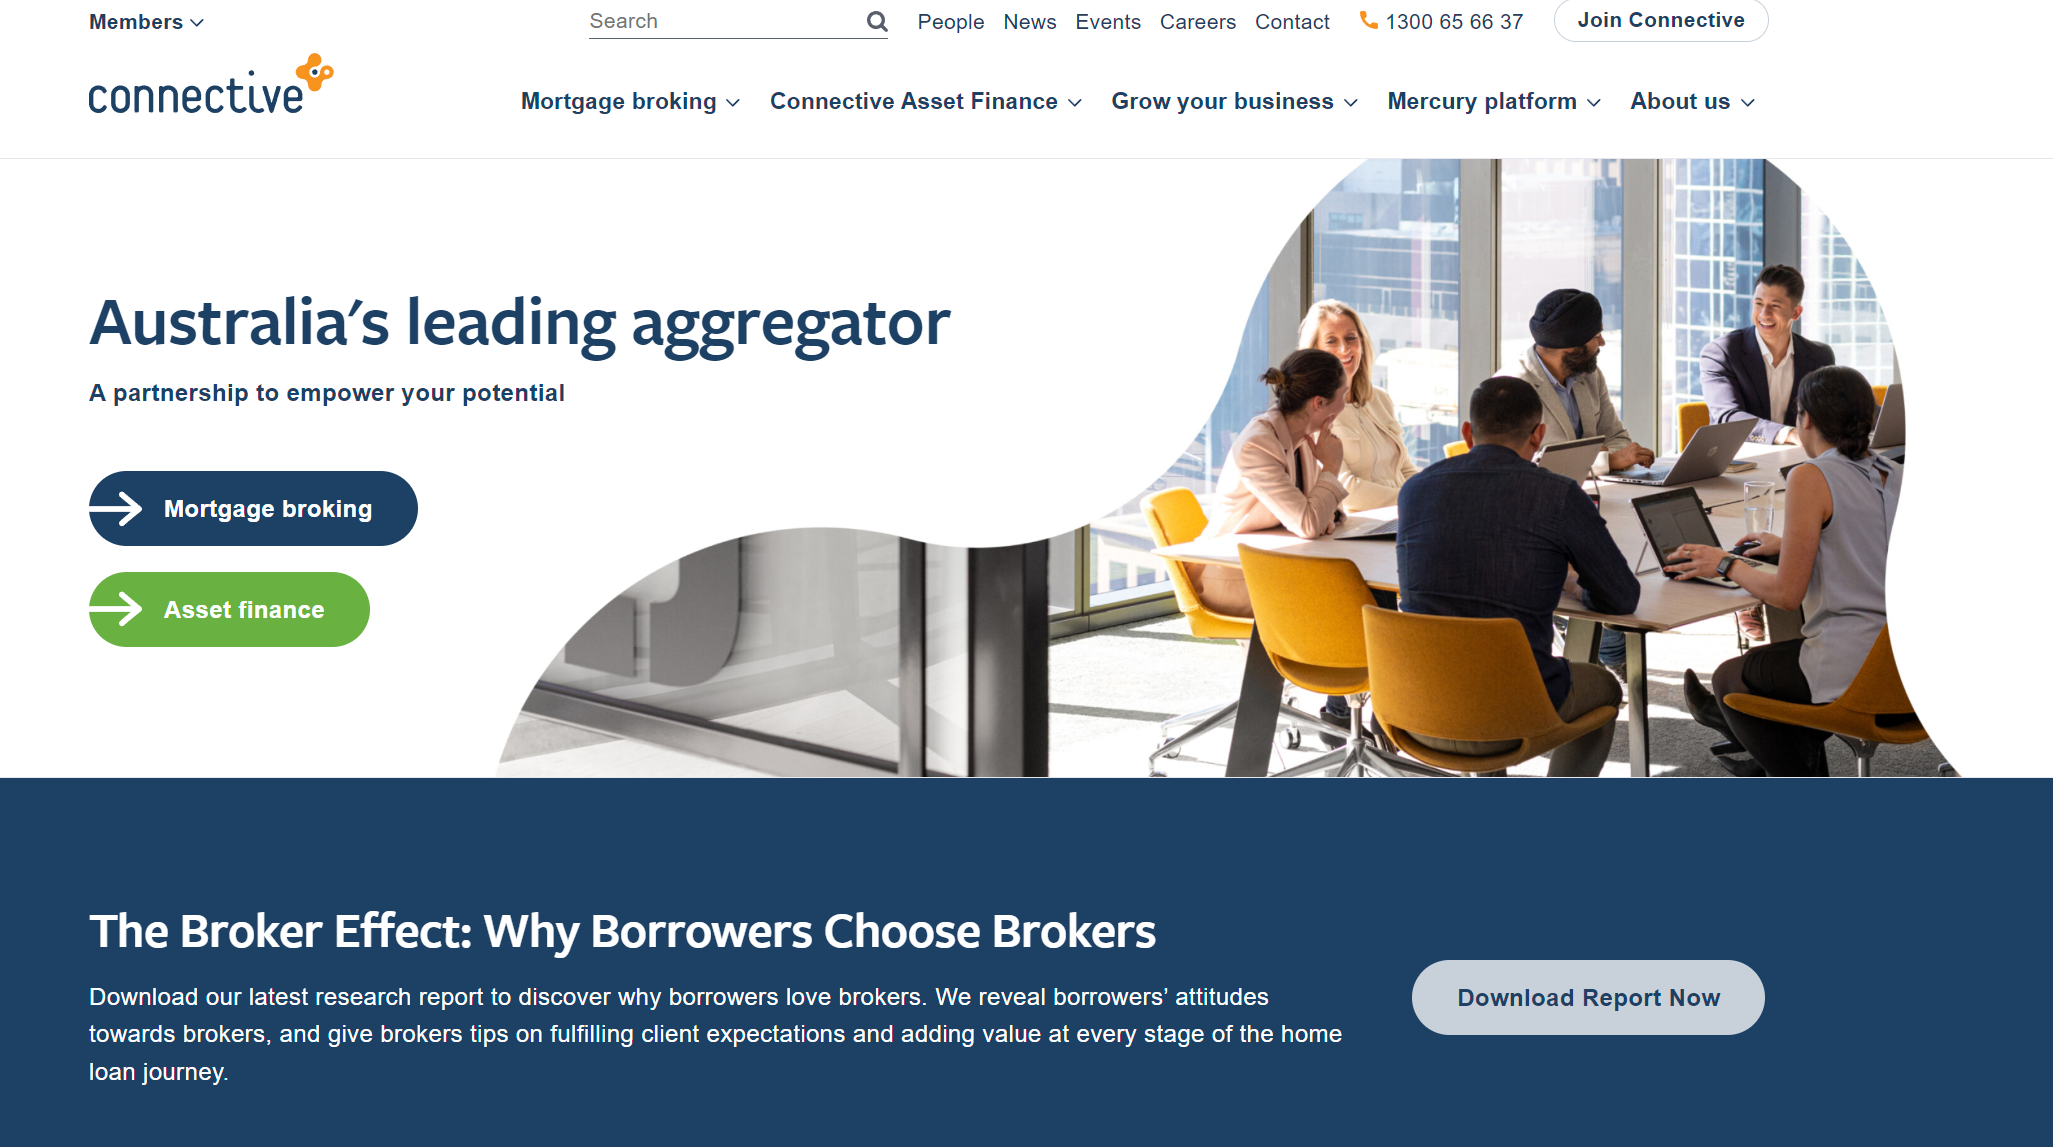 Members
Search
People News Events Careers Contact 1300 65 66 37 Join Connective
connective
Mortgage broking Connective Asset Finance Grow your business Mercury platform About us
Australia's leading aggregator
A partnership to empower your potential
Mortgage broking
Asset finance
The Broker Effect: Why Borrowers Choose Brokers
Download our latest research report to discover why borrowers love brokers. We reveal borrowers’ attitudes
towards brokers, and give brokers tips on fulfilling client expectations and adding value at every stage of the home
loan journey.
Download Report Now